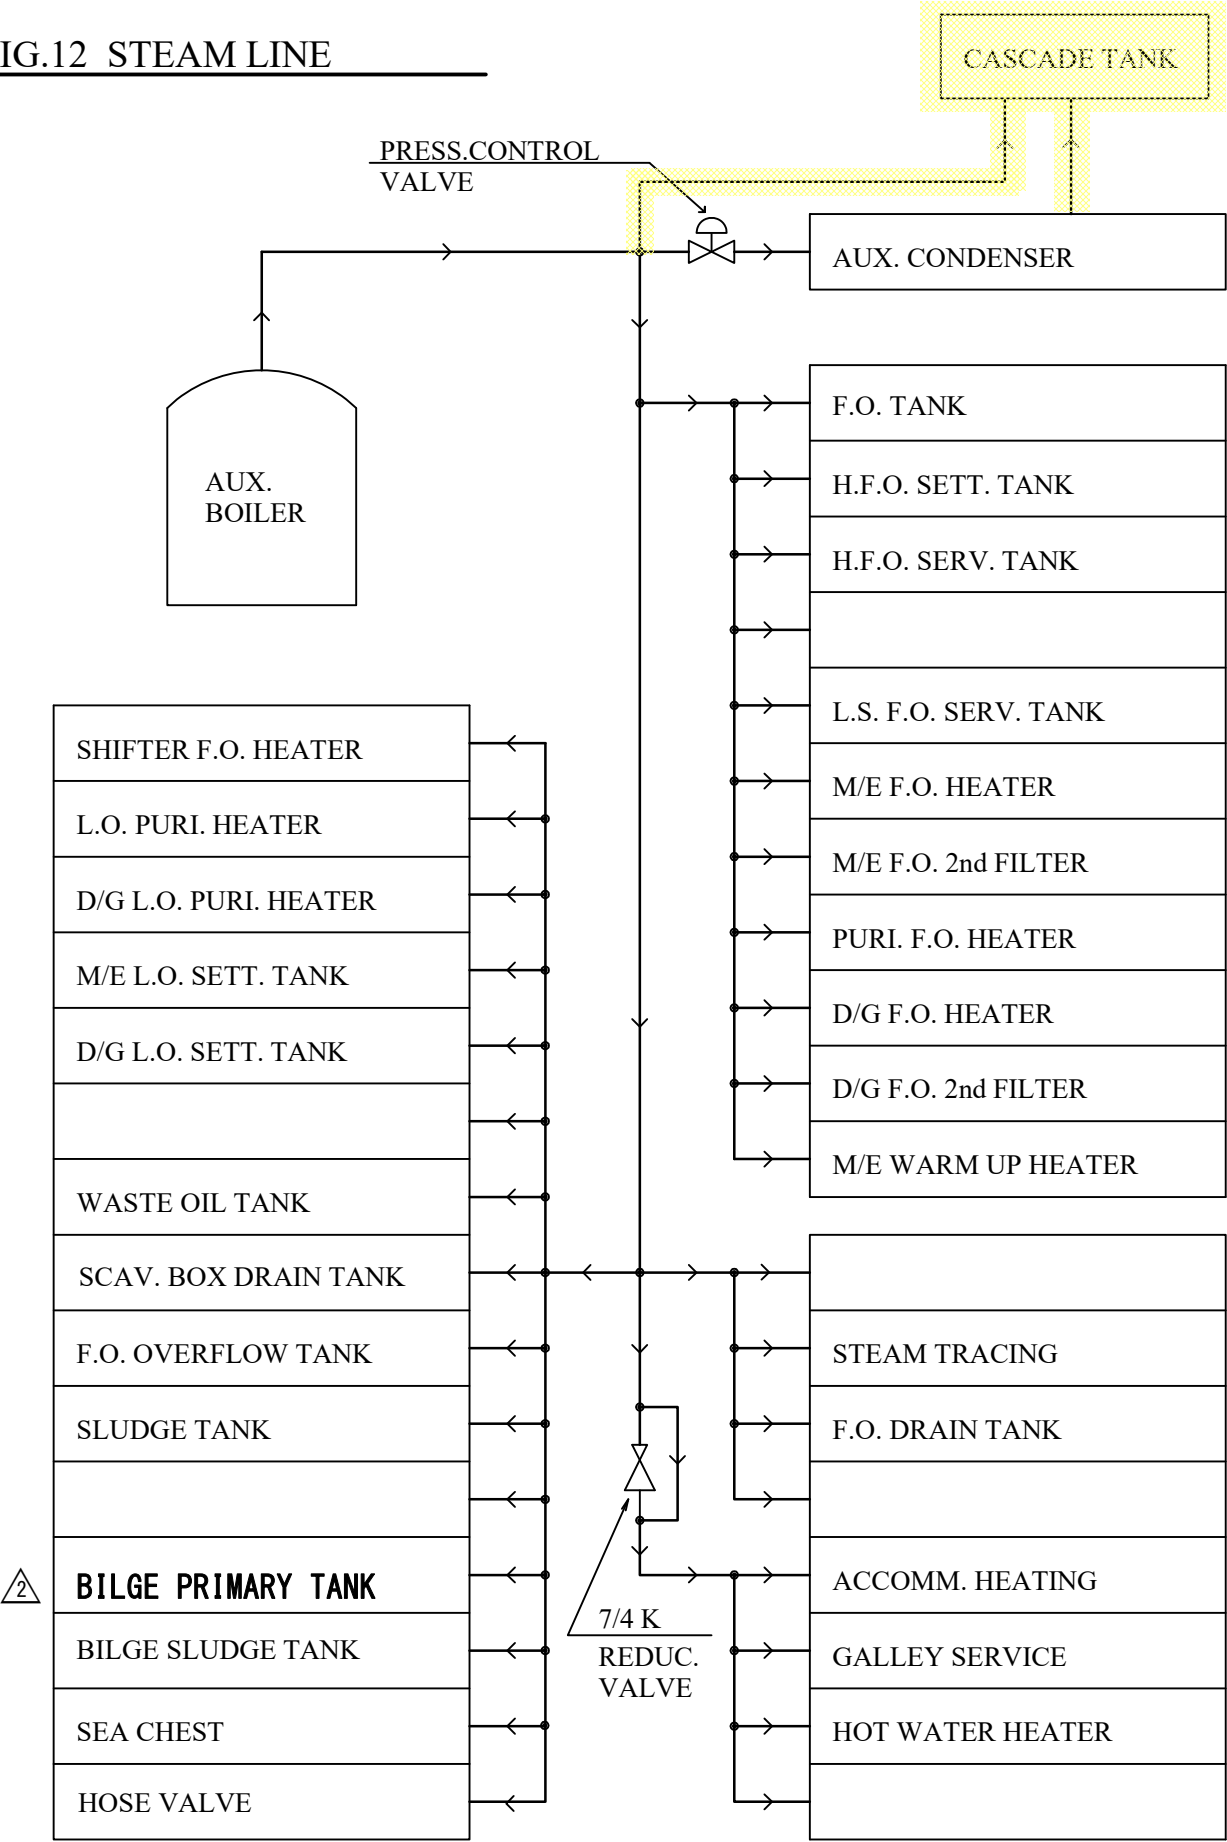 IG.12 STEAM LINE
CASCADE TANK
PRESS.CONTROL
VALVE
AUX. CONDENSER
AUX.
BOILER
F.O. TANK
H.F.O. SETT. TANK
H.F.O. SERV. TANK
L.S. F.O. SERV. TANK
M/E F.O. HEATER
M/E F.O. 2nd FILTER
PURI. F.O. HEATER
D/G F.O. HEATER
D/G F.O. 2nd FILTER
M/E WARM UP HEATER
SHIFTER F.O. HEATER
L.O. PURI. HEATER
D/G L.O. PURI. HEATER
M/E L.O. SETT. TANK
D/G L.O. SETT. TANK
WASTE OIL TANK
SCAV. BOX DRAIN TANK
F.O. OVERFLOW TANK
SLUDGE TANK
2 BILGE PRIMARY TANK
BILGE SLUDGE TANK
SEA CHEST
HOSE VALVE
7/4 K
REDUC.
VALVE
STEAM TRACING
F.O. DRAIN TANK
ACCOMM. HEATING
GALLEY SERVICE
HOT WATER HEATER